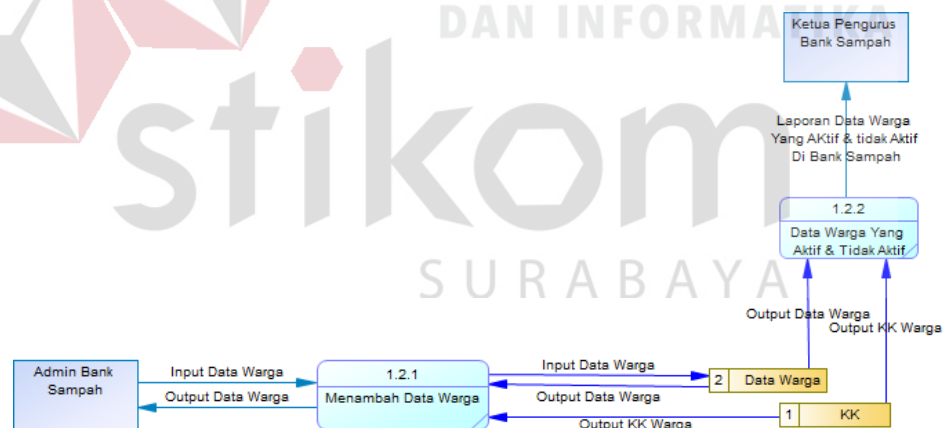 DAN INFORMATIKA
Ketua Pengurus
Bank Sampah
stikom
Laporan Data Warga
Yang AKtif & tidak Aktif
Di Bank Sampah
1.2.2
Data Warga Yang
Aktif & Tidak Aktif
SURABAYA
Output Data Warga
Output KK Warga
Admin Bank
Sampah
Input Data Warga
Output Data Warga
1.2.1
Menambah Data Warga
Input Data Warga
Output Data Warga
2 Data Warga
Output KK Warga
1 KK